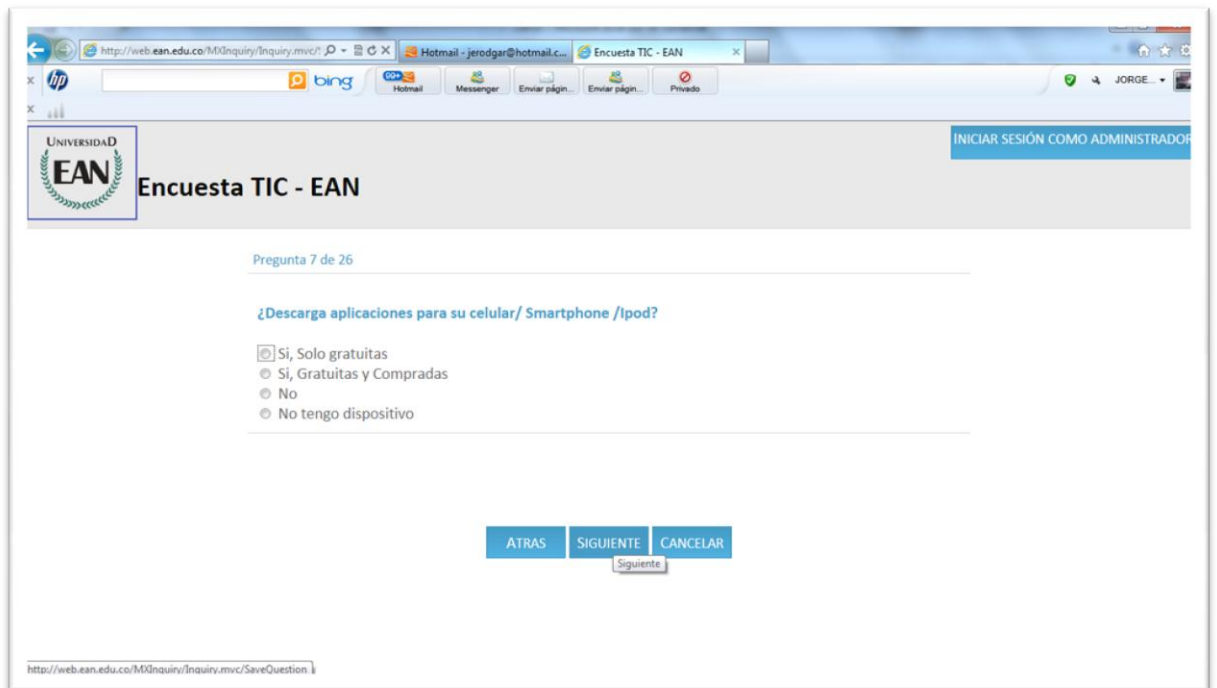 http://web.ean.edu.co/MXInquiry/Inquiry.mvc/
Hotmail - jerodgar@hotmail.c...
Encuesta TIC - EAN
hp
bing
99+
Hotmail
Messenger
Enviar págin...
Enviar págin...
Privado
JORGE...
UNIVERSIDAD
EAN
INICIAR SESIÓN COMO ADMINISTRADOR
Encuesta TIC - EAN
Pregunta 7 de 26
¿Descarga aplicaciones para su celular/ Smartphone /Ipod?
Si, Solo gratuitas
Si, Gratuitas y Compradas
No
No tengo dispositivo
ATRAS SIGUIENTE CANCELAR
Siguiente
http://web.ean.edu.co/MXInquiry/Inquiry.mvc/SaveQuestion